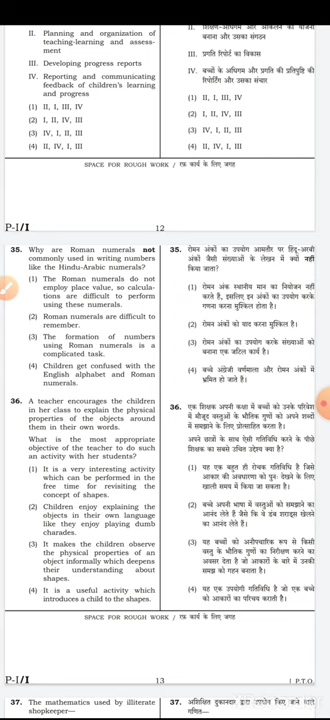 II. Planning and organization of
teaching-learning and assess-
ment
III. Developing progress reports
IV. Reporting and communicating
feedback of children's learning
and progress
(1) II, I, III, IV
(2) I, II, IV, III
(3) IV, I, II, III
(4) II, IV, I, III
II. शिक्षण-अधिगम और आकलन की योजना
बनाना और उसका संगठन
III. प्रगति रिपोर्ट का विकास
IV. बच्चों के अधिगम और प्रगति की प्रतिपुष्टि की
रिपोर्टिंग और उसका संचार
(1) II, I, III, IV
(2) I, II, IV, III
(3) IV, I, II, III
(4) II, IV, I, III
SPACE FOR ROUGH WORK / रफ़ कार्य के लिए जगह
P-I/I
12
35. Why are Roman numerals not
commonly used in writing numbers
like the Hindu-Arabic numerals?
(1) The Roman numerals do not
employ place value, so calcula-
tions are difficult to perform
using these numerals.
(2) Roman numerals are difficult to
remember.
(3) The formation of numbers
using Roman numerals is a
complicated task.
(4) Children get confused with the
English alphabet and Roman
numerals.
36. A teacher encourages the children
in her class to explain the physical
properties of the objects around
them in their own words.
What is the most appropriate
objective of the teacher to do such
an activity with her students?
(1) It is a very interesting activity
which can be performed in the
free time for revisiting the
concept of shapes.
(2) Children enjoy explaining the
objects in their own language
like they enjoy playing dumb
charades.
(3) It makes the children observe
the physical properties of an
object informally which deepens
their understanding about
shapes.
(4) It is a useful activity which
introduces a child to the shapes.
35. रोमन अंकों का उपयोग आमतौर पर हिंदू-अरबी
अंकों जैसी संख्याओं के लेखन में क्यों नहीं
किया जाता?
(1) रोमन अंक स्थानीय मान का नियोजन नहीं
करते हैं, इसलिए इन अंकों का उपयोग करके
गणना करना मुश्किल होता है।
(2) रोमन अंकों को याद करना मुश्किल है।
(3) रोमन अंकों का उपयोग करके संख्याओं को
बनाना एक जटिल कार्य है।
(4) बच्चे अंग्रेजी वर्णमाला और रोमन अंकों में
भ्रमित हो जाते हैं।
36. एक शिक्षक अपनी कक्षा में बच्चों को उनके परिवेश
में मौजूद वस्तुओं के भौतिक गुणों को अपने शब्दों
में समझाने के लिए प्रोत्साहित करता है।
अपने छात्रों के साथ ऐसी गतिविधि करने के पीछे
शिक्षक का सबसे उचित उद्देश्य क्या है?
(1) यह एक बहुत ही रोचक गतिविधि है जिसे
आकार की अवधारणा को पुनः देखने के लिए
खाली समय में किया जा सकता है।
(2) बच्चे अपनी भाषा में वस्तुओं को समझाने का
आनंद लेते हैं जैसे कि वे डंब शराड्स खेलने
का आनंद लेते हैं।
(3) यह बच्चों को अनौपचारिक रूप से किसी
वस्तु के भौतिक गुणों का निरीक्षण करने का
अवसर देता है जो आकारों के बारे में उनकी
समझ को गहन बनाता है।
(4) यह एक उपयोगी गतिविधि है जो एक बच्चे
को आकारों का परिचय कराती है।
SPACE FOR ROUGH WORK / रफ़ कार्य के लिए जगह
P-I/I
13
[ P.T.O.
37. The mathematics used by illiterate
shopkeeper—
37. अशिक्षित दुकानदार द्वारा उपयोग किए जाने वाला
गणित—